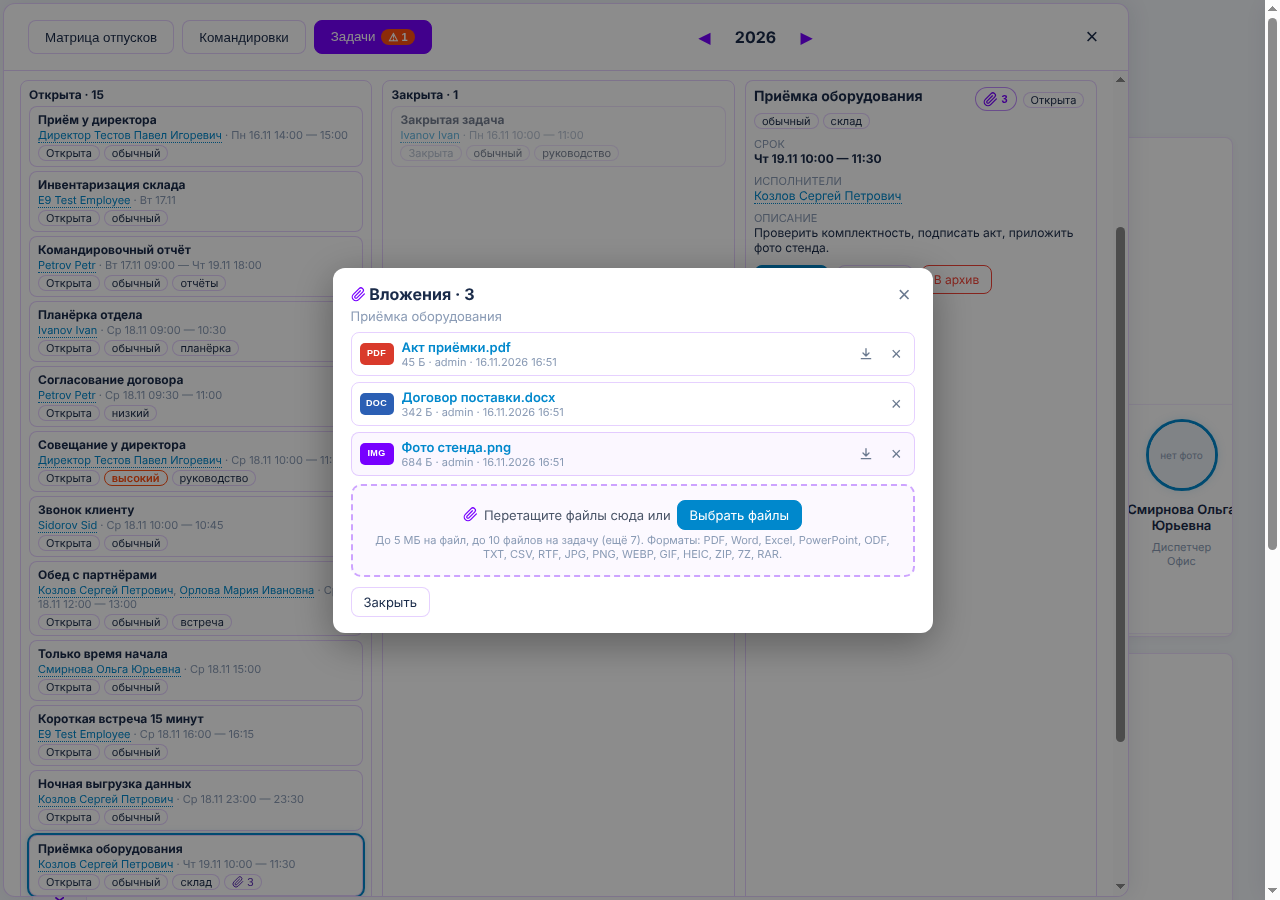 Матрица отпусков
Командировки
Задачи ⚠ 1
◀ 2026 ▶
✕
Открыта · 15
Приём у директора
Директор Тестов Павел Игоревич · Пн 16.11 14:00 — 15:00
Открыта обычный
Инвентаризация склада
E9 Test Employee · Вт 17.11
Открыта обычный
Командировочный отчёт
Petrov Petr · Вт 17.11 09:00 — Чт 19.11 18:00
Открыта обычный отчёты
Планёрка отдела
Ivanov Ivan · Ср 18.11 09:00 — 10:30
Открыта обычный планёрка
Согласование договора
Petrov Petr · Ср 18.11 09:30 — 11:00
Открыта низкий
Совещание у директора
Директор Тестов Павел Игоревич · Ср 18.11 10:00 — 11:
Открыта высокий руководство
Звонок клиенту
Sidorov Sid · Ср 18.11 10:00 — 10:45
Открыта обычный
Обед с партнёрами
Козлов Сергей Петрович, Орлова Мария Ивановна ·
18.11 12:00 — 13:00
Открыта обычный встреча
Только время начала
Смирнова Ольга Юрьевна · Ср 18.11 15:00
Открыта обычный
Короткая встреча 15 минут
E9 Test Employee · Ср 18.11 16:00 — 16:15
Открыта обычный
Ночная выгрузка данных
Козлов Сергей Петрович · Ср 18.11 23:00 — 23:30
Открыта обычный
Приёмка оборудования
Козлов Сергей Петрович · Чт 19.11 10:00 — 11:30
Открыта обычный склад 3
Закрыта · 1
Закрытая задача
Ivanov Ivan · Пн 16.11 10:00 — 11:00
Закрыта обычный руководство
Приёмка оборудования
3 Открыта
обычный склад
СРОК
Чт 19.11 10:00 — 11:30
ИСПОЛНИТЕЛИ
Козлов Сергей Петрович
ОПИСАНИЕ
Проверить комплектность, подписать акт, приложить
фото стенда.
В архив
Вложения · 3
✕
Приёмка оборудования
PDF Акт приёмки.pdf
45 Б · admin · 16.11.2026 16:51
✕
DOC Договор поставки.docx
342 Б · admin · 16.11.2026 16:51
✕
IMG Фото стенда.png
684 Б · admin · 16.11.2026 16:51
✕
Перетащите файлы сюда или Выбрать файлы
До 5 МБ на файл, до 10 файлов на задачу (ещё 7). Форматы: PDF, Word, Excel, PowerPoint, ODF,
TXT, CSV, RTF, JPG, PNG, WEBP, GIF, HEIC, ZIP, 7Z, RAR.
Закрыть
нет фото
Смирнова Ольга
Юрьевна
Диспетчер
Офис